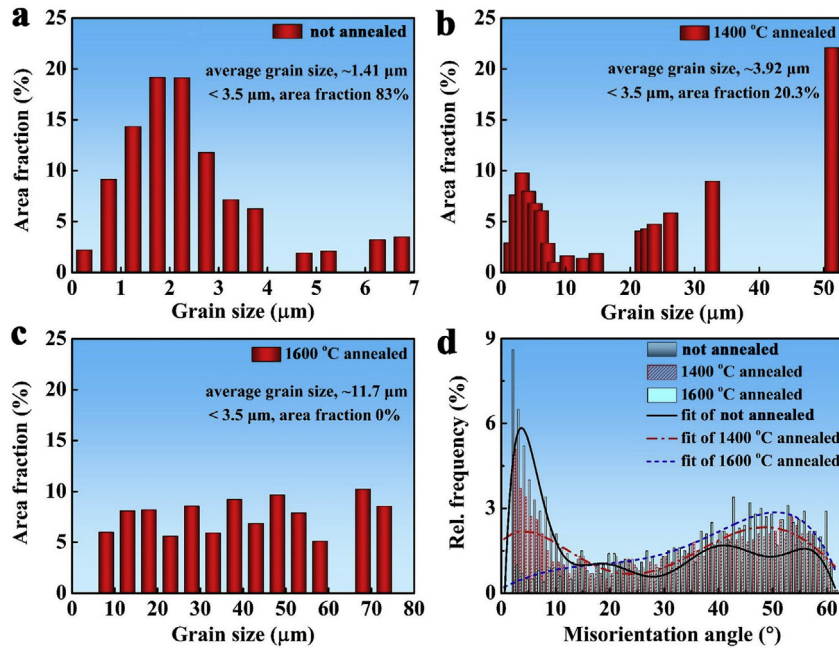 a
25
20
15
10
5
0
Area fraction (%)
not annealed
average grain size, ~1.41 µm
< 3.5 µm, area fraction 83%
0 1 2 3 4 5 6 7
Grain size (µm)
b
25
20
15
10
5
0
Area fraction (%)
1400 °C annealed
average grain size, ~3.92 µm
< 3.5 µm, area fraction 20.3%
0 10 20 30 40 50
Grain size (µm)
c
25
20
15
10
5
0
Area fraction (%)
1600 °C annealed
average grain size, ~11.7 µm
< 3.5 µm, area fraction 0%
10 20 30 40 50 60 70 80
Grain size (µm)
d
9
6
3
0
Rel. frequency (%)
not annealed
1400 °C annealed
1600 °C annealed
fit of not annealed
fit of 1400 °C annealed
fit of 1600 °C annealed
0 10 20 30 40 50 60
Misorientation angle (°)